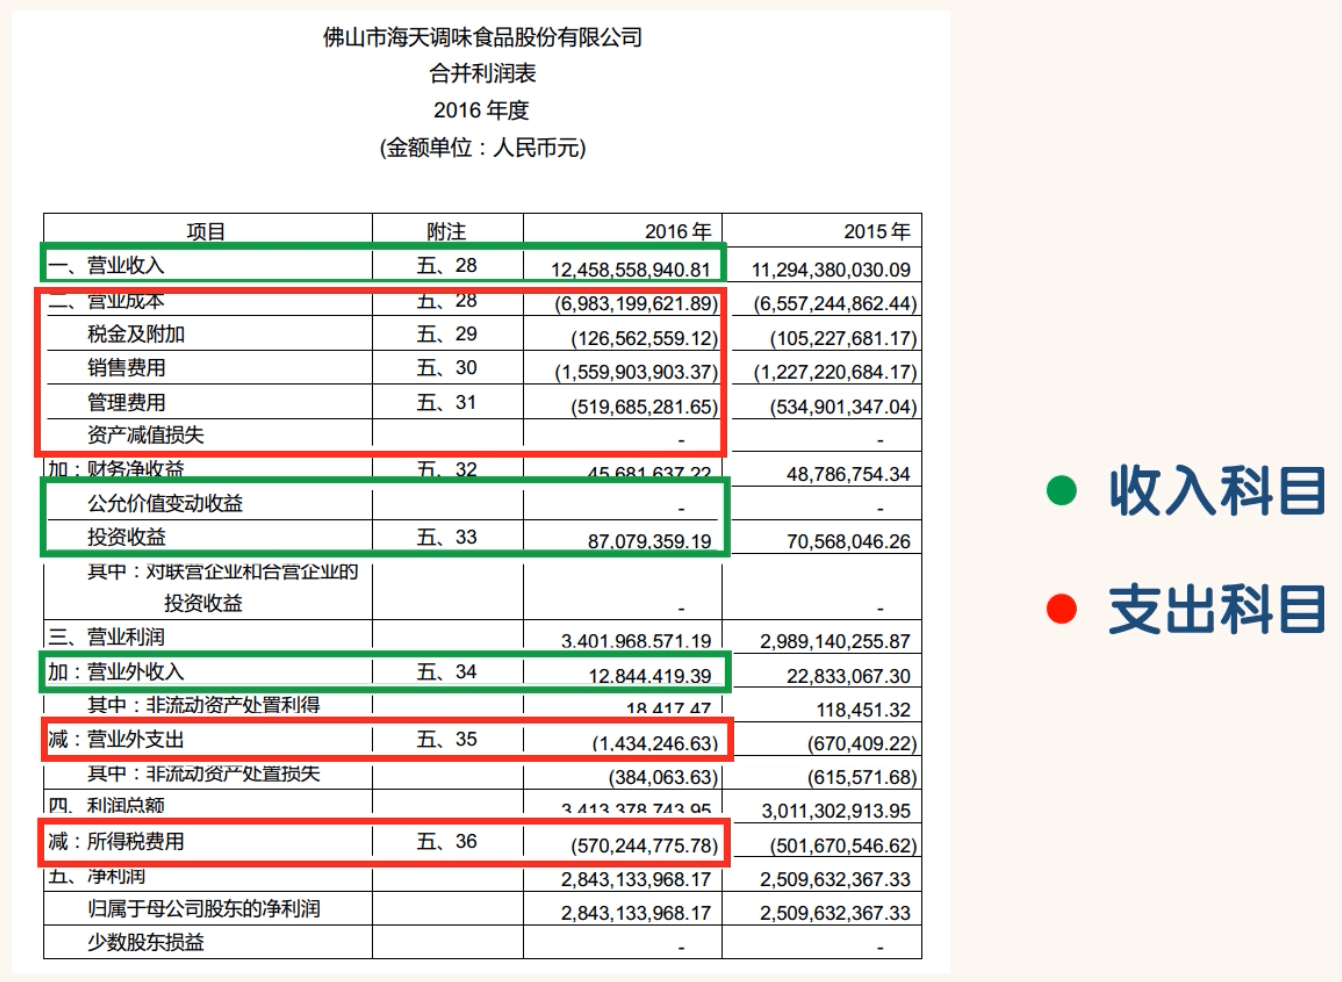 佛山市海天调味食品股份有限公司
合并利润表
2016 年度
(金额单位：人民币元)
项目 附注 2016 年 2015 年
一、营业收入 五、28 12,458,558,940.81 11,294,380,030.09
二、营业成本 五、28 (6,983,199,621.89) (6,557,244,862.44)
税金及附加 五、29 (126,562,559.12) (105,227,681.17)
销售费用 五、30 (1,559,903,903.37) (1,227,220,684.17)
管理费用 五、31 (519,685,281.65) (534,901,347.04)
资产减值损失 - -
加：财务净收益 五、32 45,681,637.22 48,786,754.34
公允价值变动收益 - -
投资收益 五、33 87,079,359.19 70,568,046.26
其中：对联营企业和合营企业的
投资收益 - -
三、营业利润 3,401,968,571.19 2,989,140,255.87
加：营业外收入 五、34 12,844,419.39 22,833,067.30
其中：非流动资产处置利得 18,417.47 118,451.32
减：营业外支出 五、35 (1,434,246.63) (670,409.22)
其中：非流动资产处置损失 (384,063.63) (615,571.68)
四、利润总额 3,413,378,743.95 3,011,302,913.95
减：所得税费用 五、36 (570,244,775.78) (501,670,546.62)
五、净利润 2,843,133,968.17 2,509,632,367.33
归属于母公司股东的净利润 2,843,133,968.17 2,509,632,367.33
少数股东损益 - -
收入科目
支出科目